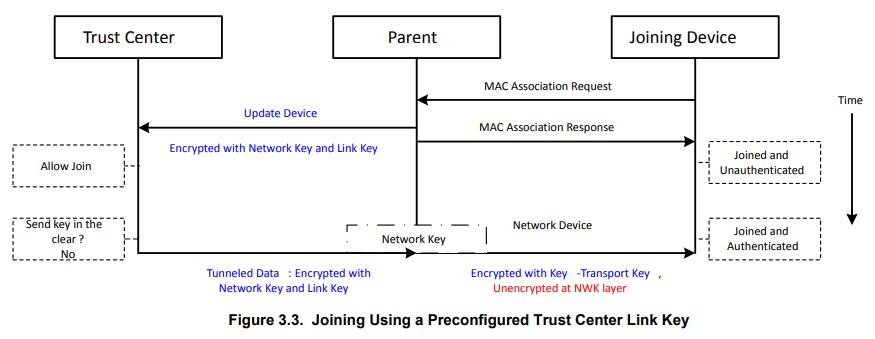 Trust Center
Parent
Joining Device
MAC Association Request
Time
Update Device
MAC Association Response
Encrypted with Network Key and Link Key
Allow Join
Joined and
Unauthenticated
Send key in the
clear ?
No
Network Key
Network Device
Joined and
Authenticated
Tunneled Data : Encrypted with
Network Key and Link Key
Encrypted with Key -Transport Key ,
Unencrypted at NWK layer
Figure 3.3. Joining Using a Preconfigured Trust Center Link Key